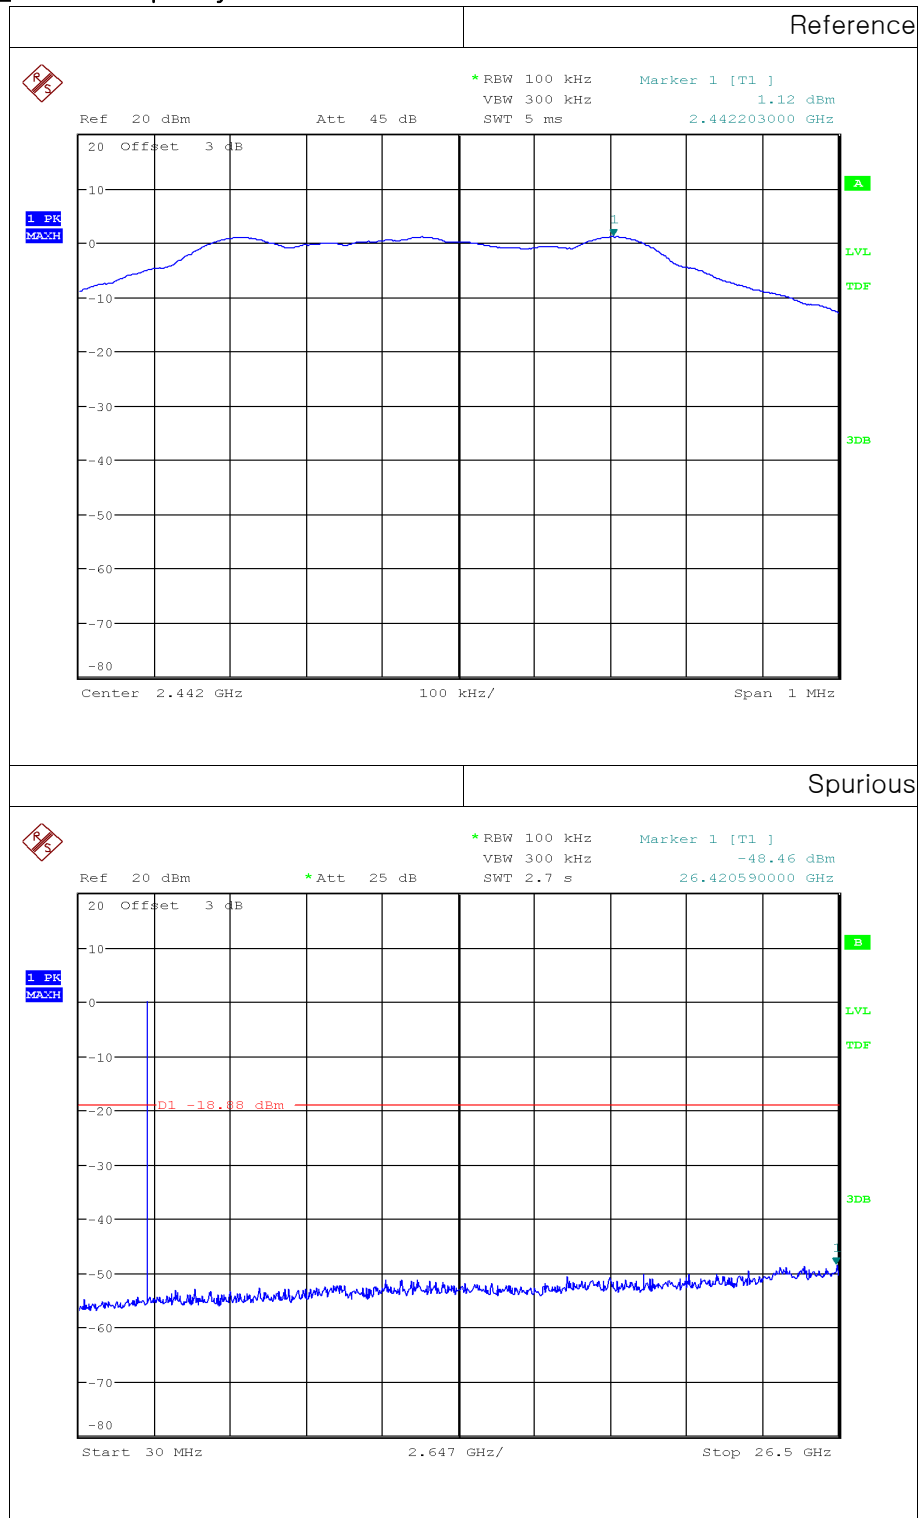 Reference
R S
*RBW 100 kHz Marker 1 [T1 ]
VBW 300 kHz 1.12 dBm
Ref 20 dBm Att 45 dB SWT 5 ms 2.442203000 GHz
20 Offset 3 dB
A
10
1 PK
MAXH
1
0
LVL
TDF
-10
-20
-30
3DB
-40
-50
-60
-70
-80
Center 2.442 GHz 100 kHz/ Span 1 MHz
Spurious
R S
*RBW 100 kHz Marker 1 [T1 ]
VBW 300 kHz -48.46 dBm
Ref 20 dBm *Att 25 dB SWT 2.7 s 26.420590000 GHz
20 Offset 3 dB
B
10
1 PK
MAXH
0
LVL
TDF
-10
D1 -18.88 dBm
-20
-30
3DB
-40
1
-50
-60
-70
-80
Start 30 MHz 2.647 GHz/ Stop 26.5 GHz